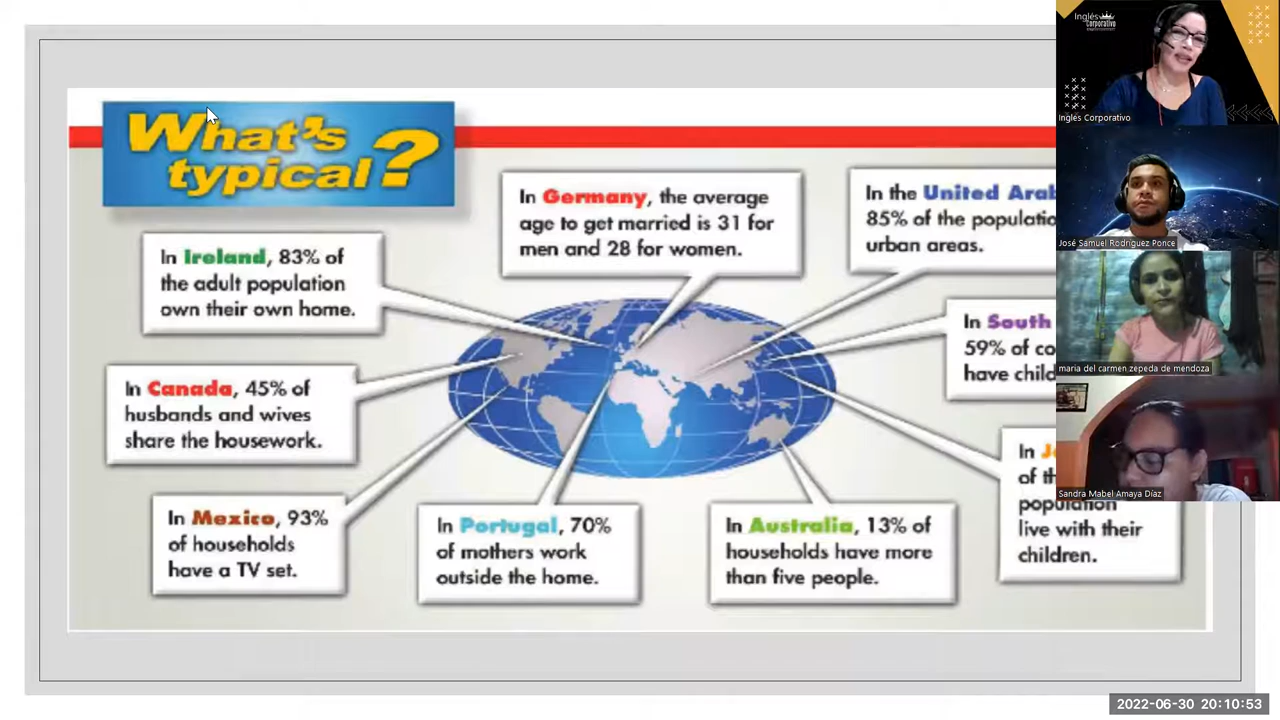 What's
typical?
In Germany, the average
age to get married is 31 for
men and 28 for women.
In the United Arab
85% of the population
urban areas.
In Ireland, 83% of
the adult population
own their own home.
In South
59% of
have
In Canada, 45% of
husbands and wives
share the housework.
In
of the
population
live with their
children.
In Mexico, 93%
of households
have a TV set.
In Portugal, 70%
of mothers work
outside the home.
In Australia, 13% of
households have more
than five people.
Inglés
Corporativo
Inglés Corporativo
José Samuel Rodriguez Ponce
maria del carmen zepeda de mendoza
Sandra Mabel Amaya Díaz
2022-06-30 20:10:53